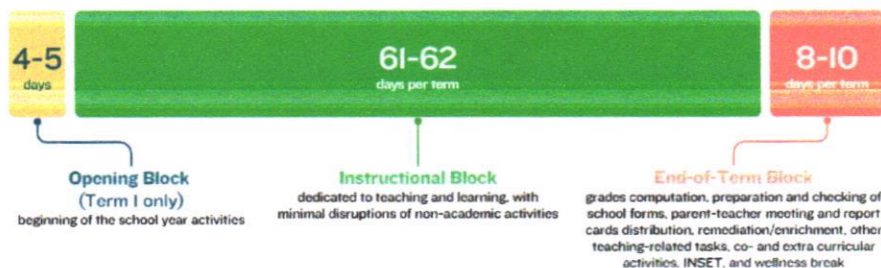 4-5
days
61-62
days per term
8-10
days per term
Opening Block
(Term I only)
beginning of the school year activities
Instructional Block
dedicated to teaching and learning, with
minimal disruptions of non-academic activities
End-of-Term Block
grades computation, preparation and checking of
school forms, parent-teacher meeting and report
cards distribution, remediation/enrichment, other
teaching-related tasks, co- and extra curricular
activities, INSET, and wellness break